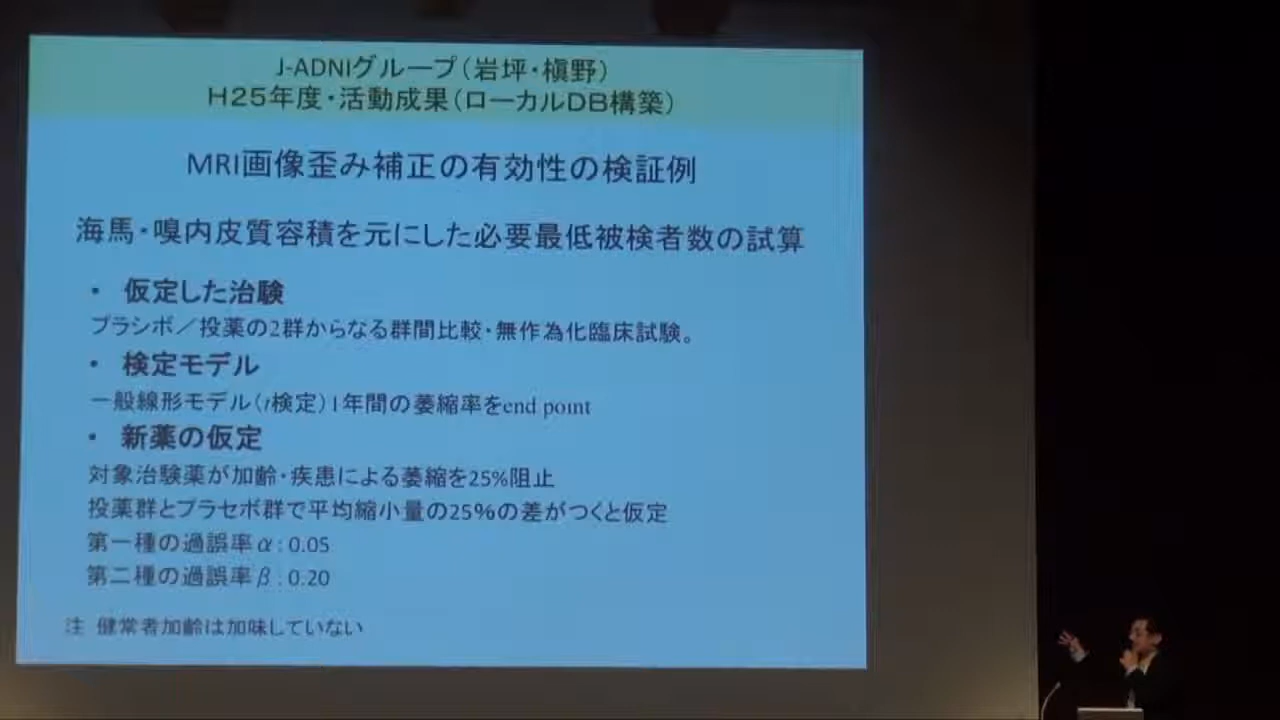 J-ADNIグループ（岩坪・槇野）
H25年度・活動成果（ローカルDB構築）
MRI画像歪み補正の有効性の検証例
海馬・嗅内皮質容積を元にした必要最低被検者数の試算
• 仮定した治験
プラシボ／投薬の2群からなる群間比較・無作為化臨床試験。
• 検定モデル
一般線形モデル（t検定）1年間の萎縮率をend point
• 新薬の仮定
対象治験薬が加齢・疾患による萎縮を25%阻止
投薬群とプラセボ群で平均縮小量の25%の差がつくと仮定
第一種の過誤率α：0.05
第二種の過誤率β：0.20
注 健常者加齢は加味していない